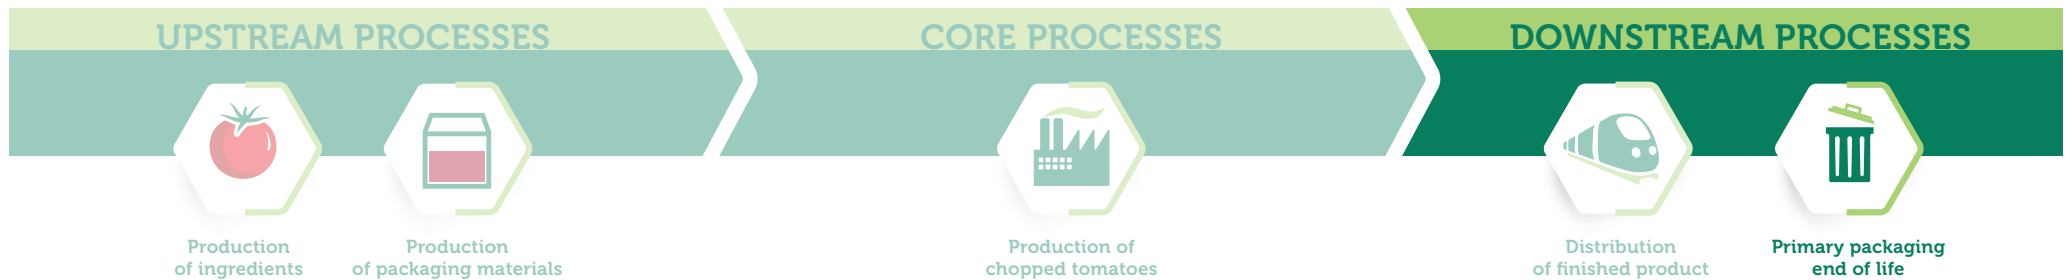 UPSTREAM PROCESSES
CORE PROCESSES
DOWNSTREAM PROCESSES
Production
of ingredients
Production
of packaging materials
Production of
chopped tomatoes
Distribution
of finished product
Primary packaging
end of life